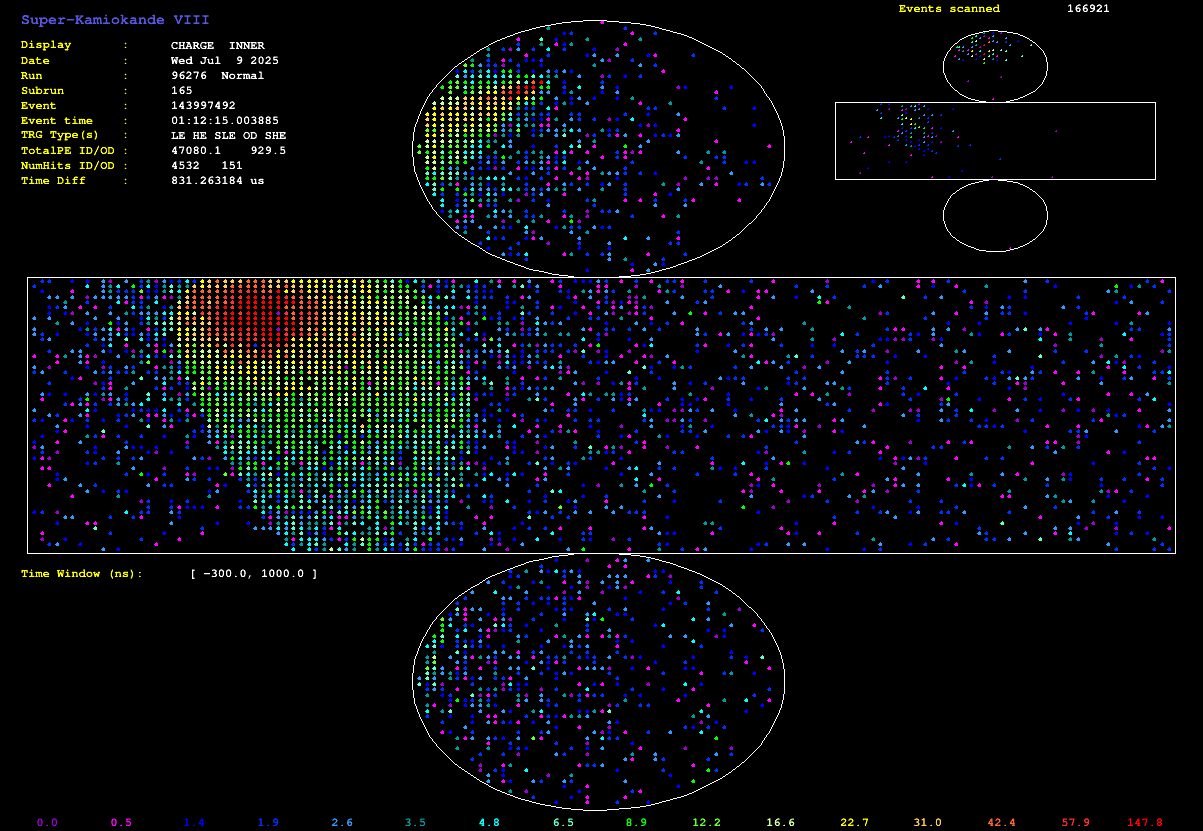 Super-Kamiokande VIII
Events scanned 166921
Display : CHARGE INNER
Date : Wed Jul 9 2025
Run : 96276 Normal
Subrun : 165
Event : 143997492
Event time : 01:12:15.003885
TRG Type(s) : LE HE SLE OD SHE
TotalPE ID/OD : 47080.1 929.5
NumHits ID/OD : 4532 151
Time Diff : 831.263184 us
Time Window (ns): [ -300.0, 1000.0 ]
0.0 0.5 1.4 1.9 2.6 3.5 4.8 6.5 8.9 12.2 16.6 22.7 31.0 42.4 57.9 147.8